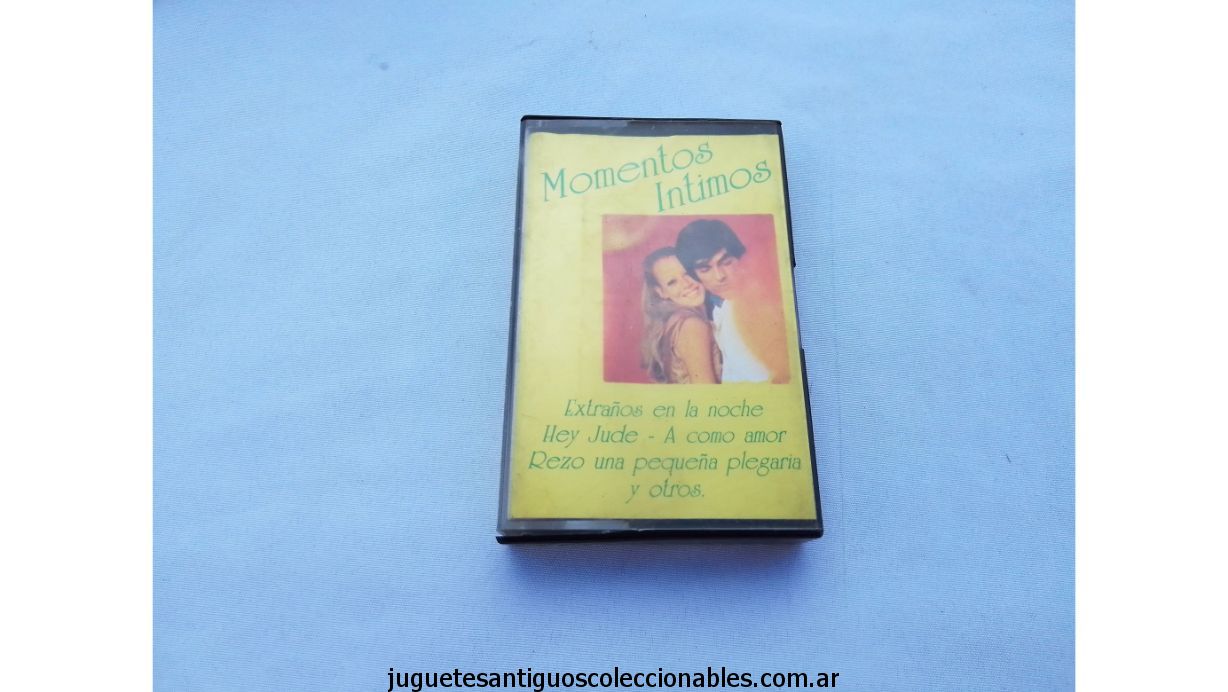 Momentos
Intimos
Extraños en la noche
Hey Jude - A como amor
Rezo una pequeña plegaria
y otros.
juguetesantiguoscoleccionables.com.ar